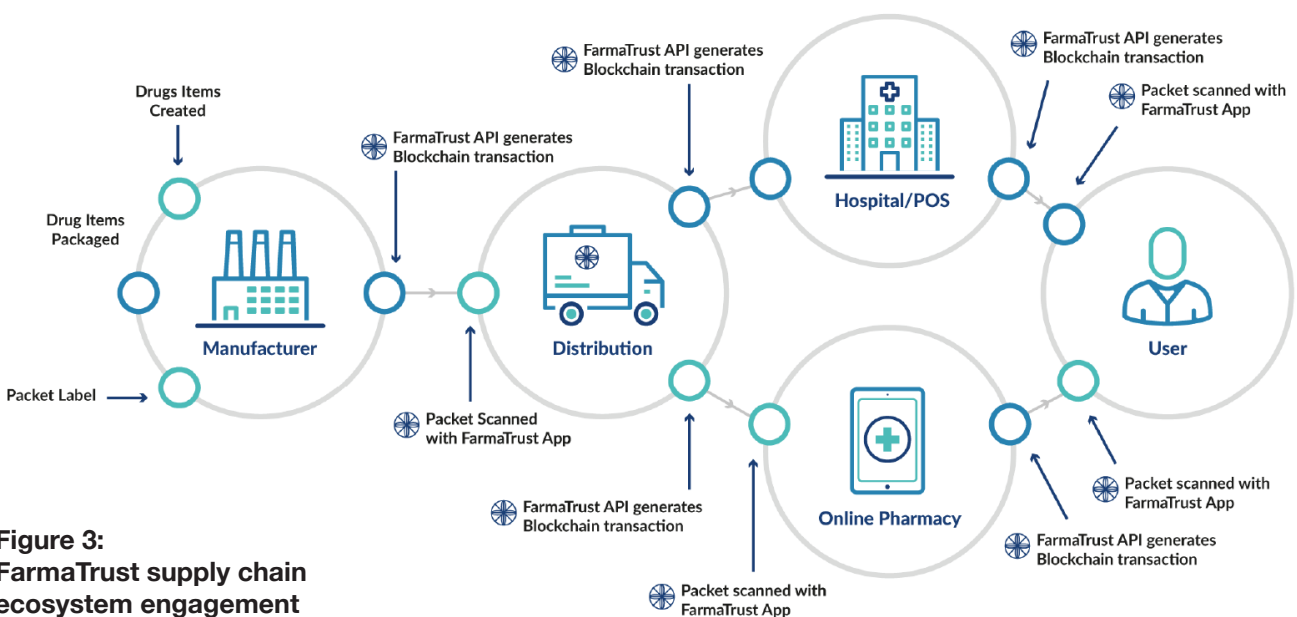 Drugs Items
Created
Drug Items
Packaged
Packet Label
Manufacturer
FarmaTrust API generates
Blockchain transaction
Packet Scanned
with FarmaTrust App
Distribution
FarmaTrust API generates
Blockchain transaction
FarmaTrust API generates
Blockchain transaction
Hospital/POS
Packet scanned with
FarmaTrust App
Online Pharmacy
FarmaTrust API generates
Blockchain transaction
Packet scanned with
FarmaTrust App
User
Packet scanned with
FarmaTrust App
FarmaTrust API generates
Blockchain transaction
Figure 3:
FarmaTrust supply chain
ecosystem engagement